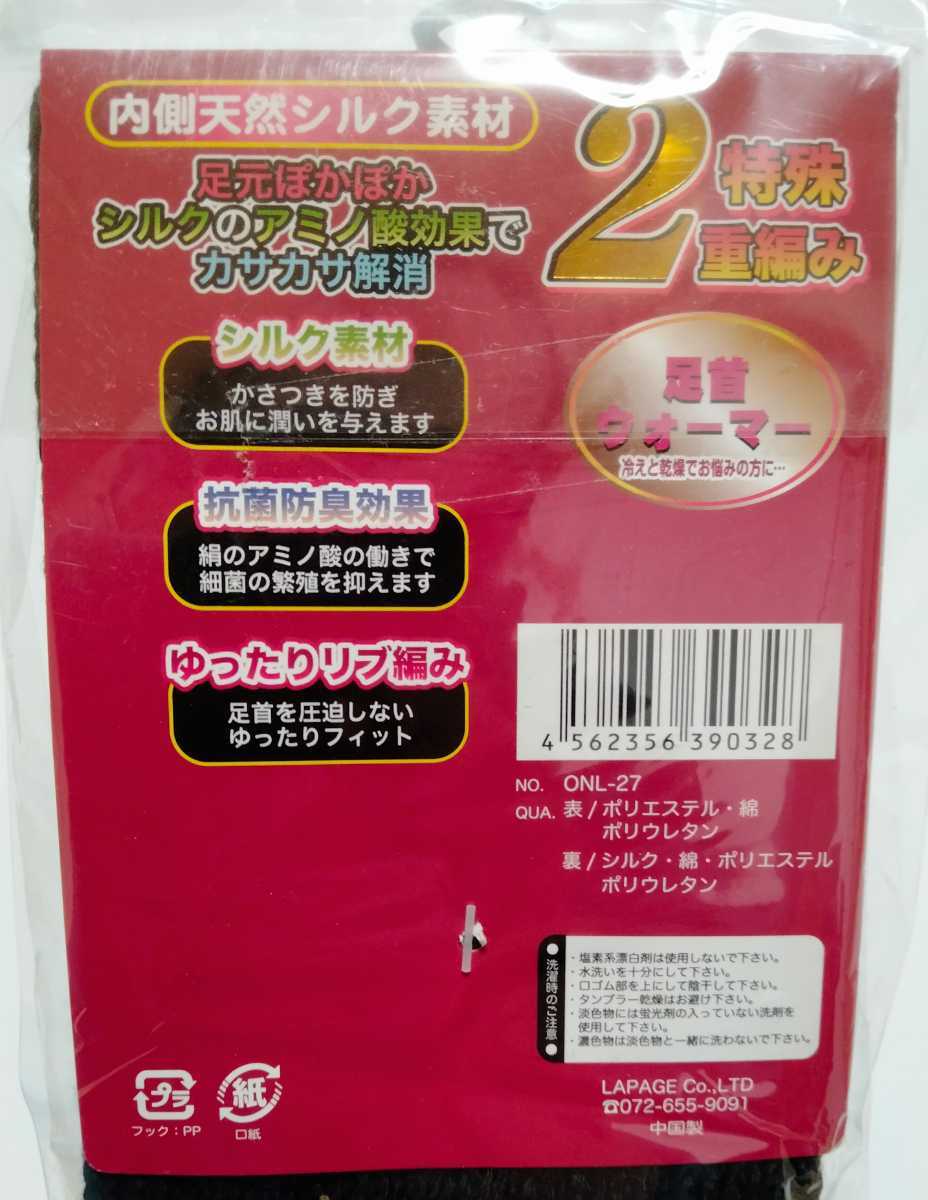 内側天然シルク素材
足元ぽかぽか
シルクのアミノ酸効果で
カサカサ解消
2特殊
重編み
シルク素材
かさつきを防ぎ
お肌に潤いを与えます
足首
ウォーマー
冷えと乾燥でお悩みの方に…
抗菌防臭効果
絹のアミノ酸の働きで
細菌の繁殖を抑えます
ゆったりリブ編み
足首を圧迫しない
ゆったりフィット
4 562356 390328
NO. ONL-27
QUA. 表/ポリエステル・綿
ポリウレタン
裏/シルク・綿・ポリエステル
ポリウレタン
洗濯時のご注意
・塩素系漂白剤は使用しないで下さい。
・水洗いを十分にして下さい。
・口ゴム部を上にして陰干して下さい。
・タンブラー乾燥はお避け下さい。
・淡色物には蛍光剤の入っていない洗剤を
使用して下さい。
・濃色物は淡色物と一緒に洗わないで下さい。
プラ
フック：PP
紙
口紙
LAPAGE Co.,LTD
☎072-655-9091
中国製